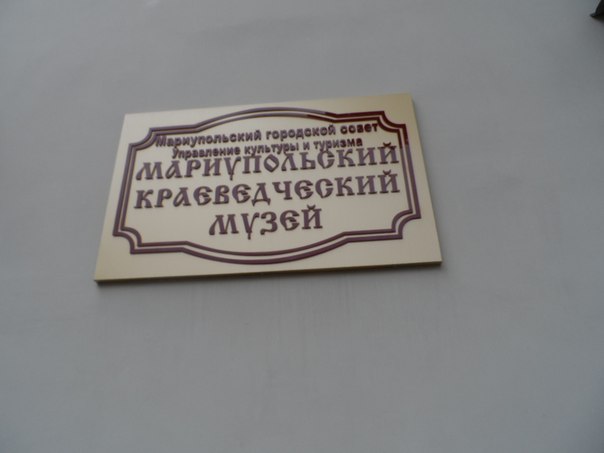 Мариупольский городской совет
Управление культуры и туризма
МАРИУПОЛЬСКИЙ
КРАЕВЕДЧЕСКИЙ
МУЗЕЙ